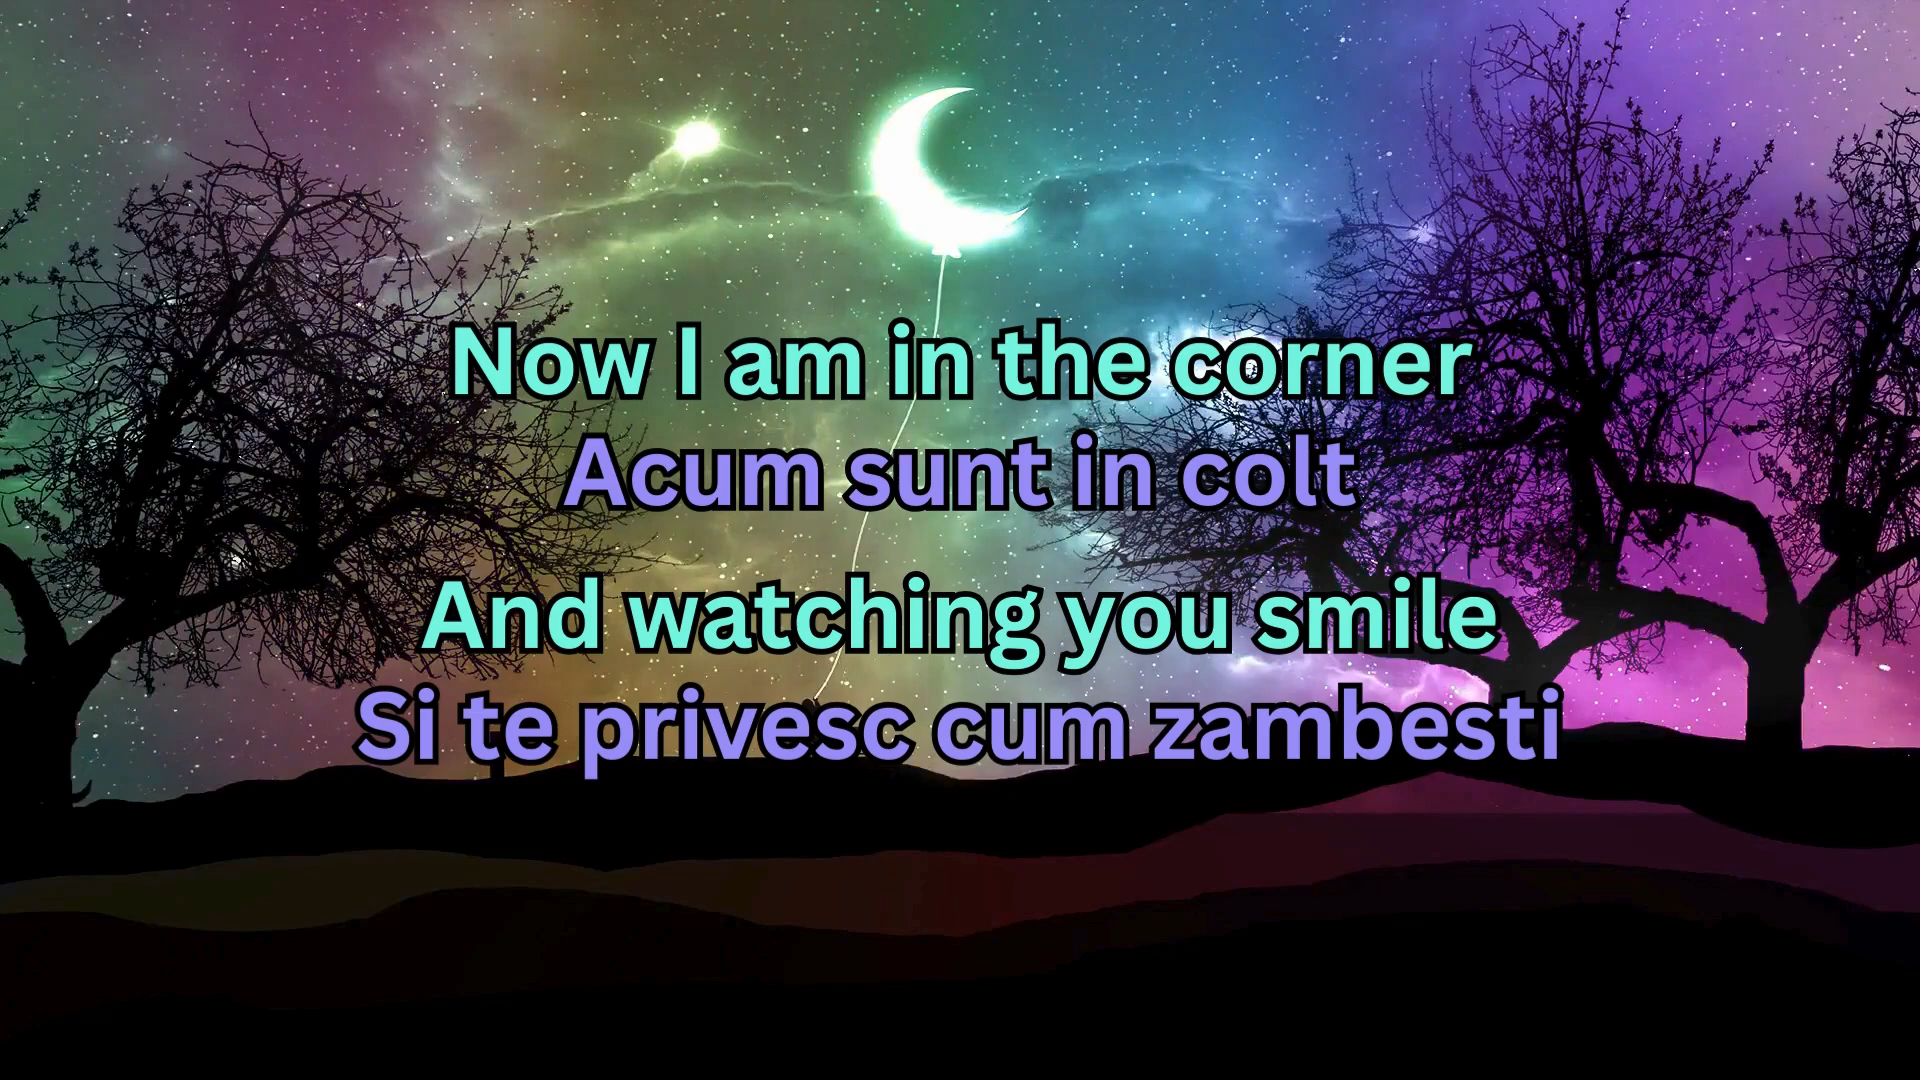 Now I am in the corner
Acum sunt in colt
And watching you smile
Si te privesc cum zambesti